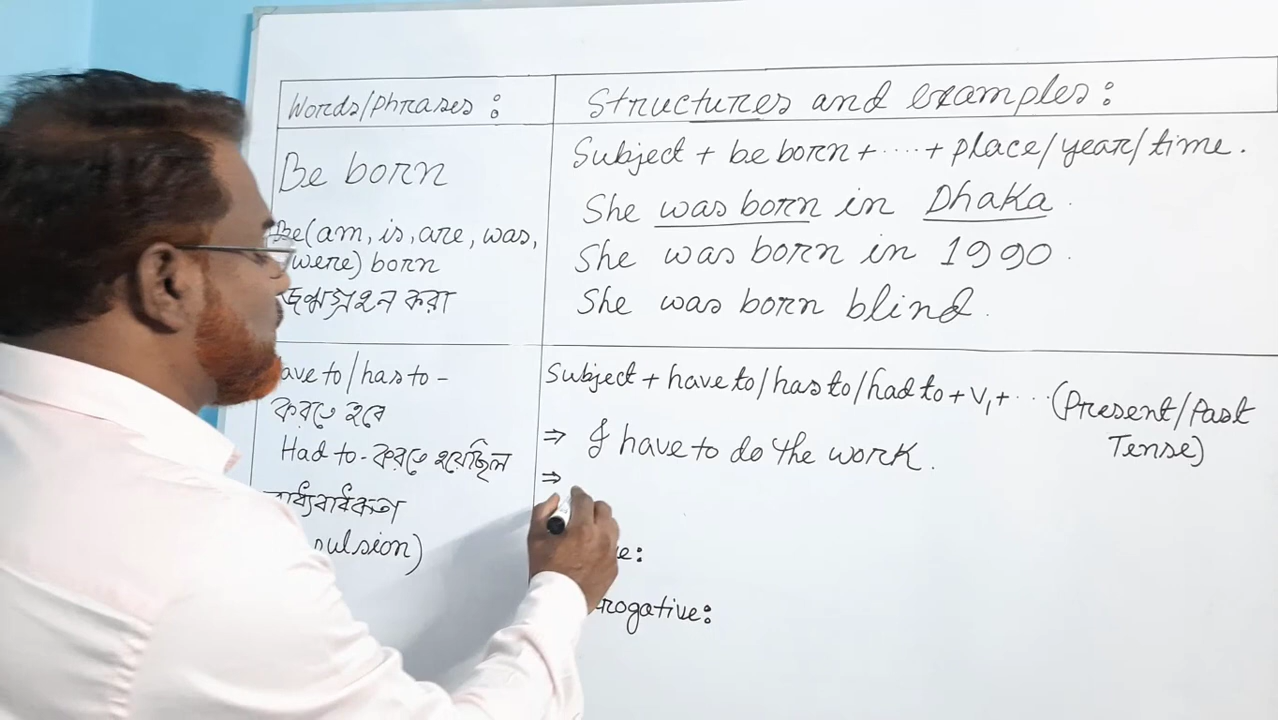 Words/phrases :
Be born
Be(am, is, are, was,
were) born
জন্মগ্রহন করা
have to/has to -
করতে হবে
Had to - করতে হয়েছিল
বাধ্যবাধকতা
Structures and examples :
Subject + be born + ..... + place/year/time.
She was born in Dhaka.
She was born in 1990.
She was born blind.
Subject + have to/has to/had to + V₁ + ... (Present/Past
Tense)
⇒ I have to do the work.
⇒